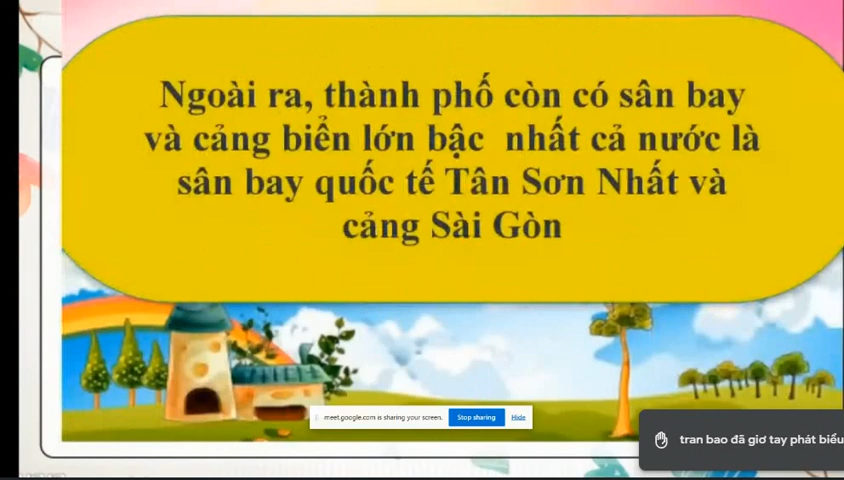 Ngoài ra, thành phố còn có sân bay
và cảng biển lớn bậc nhất cả nước là
sân bay quốc tế Tân Sơn Nhất và
cảng Sài Gòn
meet.google.com is sharing your screen. Stop sharing Hide
tran bao đã giơ tay phát biểu